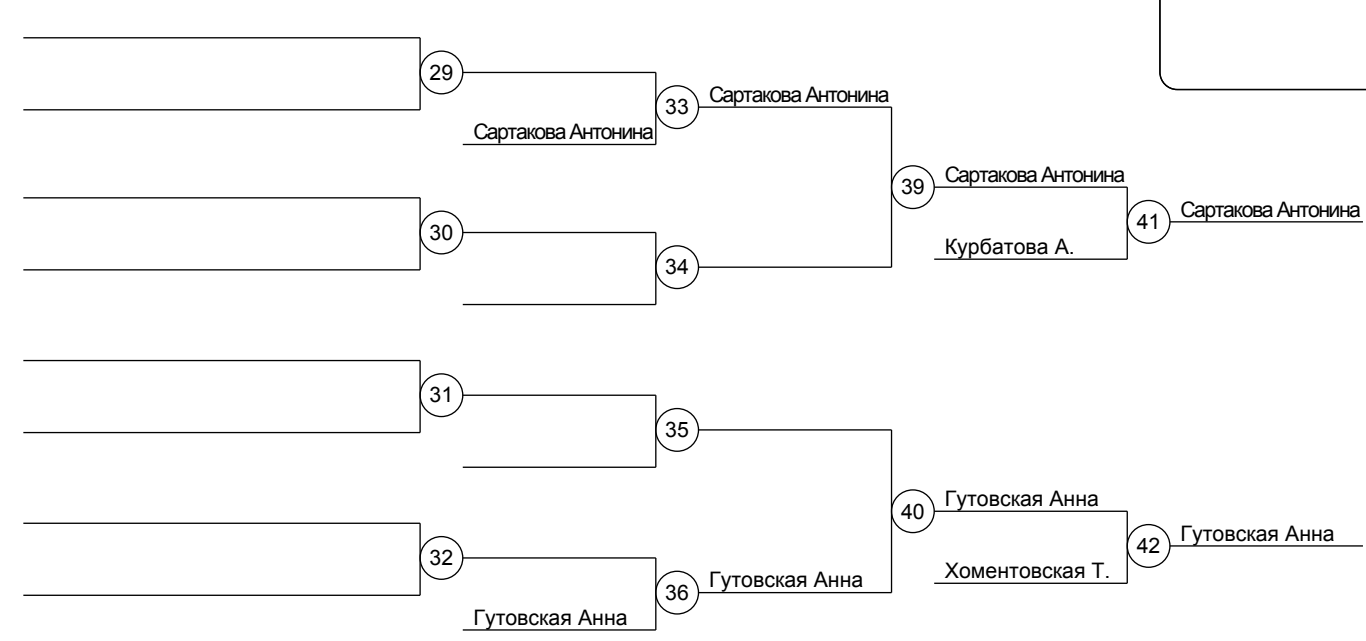 29
33
Сартакова Антонина
Сартакова Антонина
39
Сартакова Антонина
41
Сартакова Антонина
30
34
Курбатова А.
31
35
40
Гутовская Анна
42
Гутовская Анна
Хоментовская Т.
32
36
Гутовская Анна
Гутовская Анна